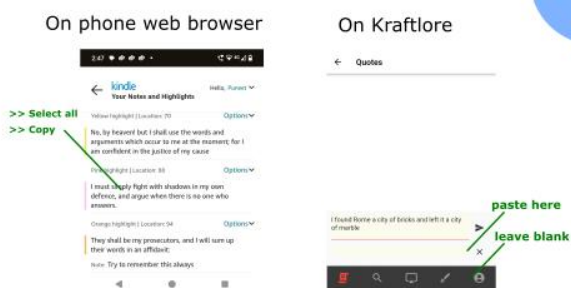 On phone web browser
On Kraftlore
2:47
kindle
Your Notes and Highlights
Hello, Puneet
>> Select all
>> Copy
Yellow highlight | Location: 70
Options
No, by heaven! but I shall use the words and
arguments which occur to me at the moment; for I
am confident in the justice of my cause
Pink highlight | Location: 88
Options
I must simply fight with shadows in my own
defence, and argue when there is no one who
answers.
Orange highlight | Location: 94
Options
They shall be my prosecutors, and I will sum up
their words in an affidavit:
Note: Try to remember this always
Quotes
I found Rome a city of bricks and left it a city
of marble
paste here
leave blank